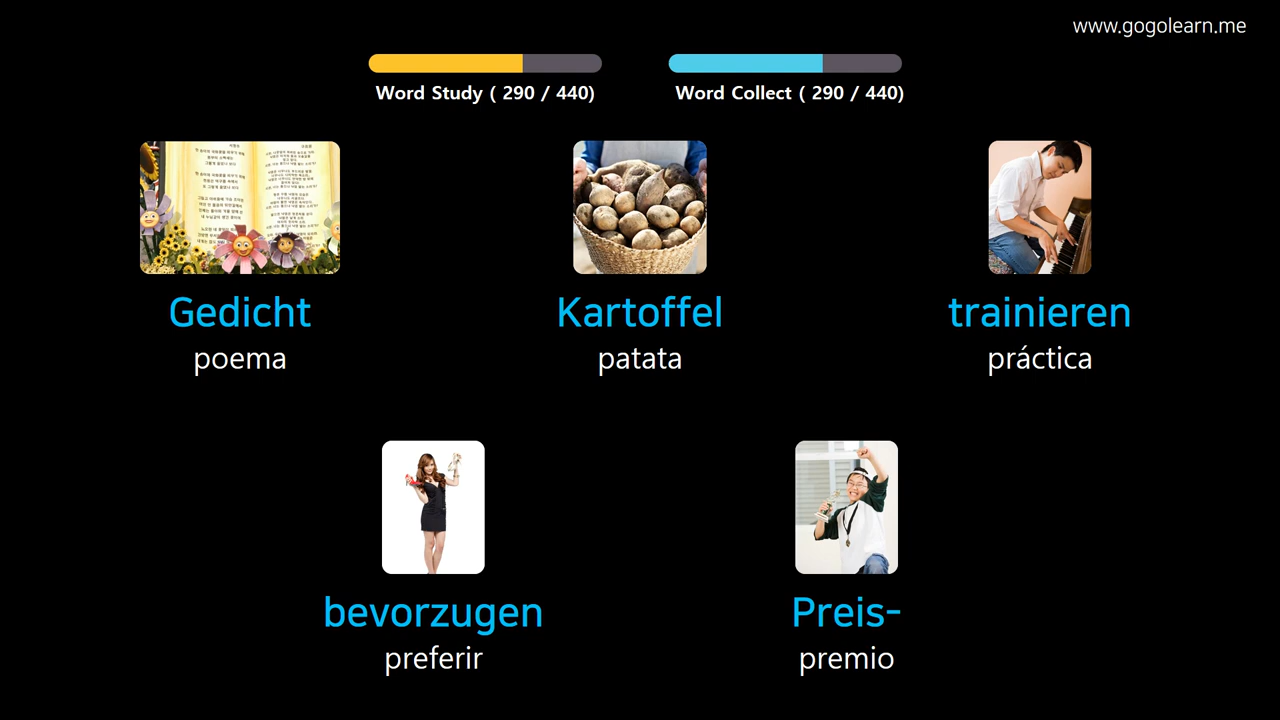 www.gogolearn.me
Word Study ( 290 / 440)
Word Collect ( 290 / 440)
Gedicht
poema
Kartoffel
patata
trainieren
práctica
bevorzugen
preferir
Preis-
premio